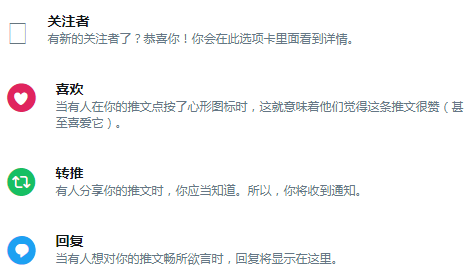 关注者
有新的关注者了？恭喜你！你会在此选项卡里面看到详情。
喜欢
当有人在你的推文点按了心形图标时，这就意味着他们觉得这条推文很赞（甚
至喜爱它）。
转推
有人分享你的推文时，你应当知道。所以，你将收到通知。
回复
当有人想对你的推文畅所欲言时，回复将显示在这里。